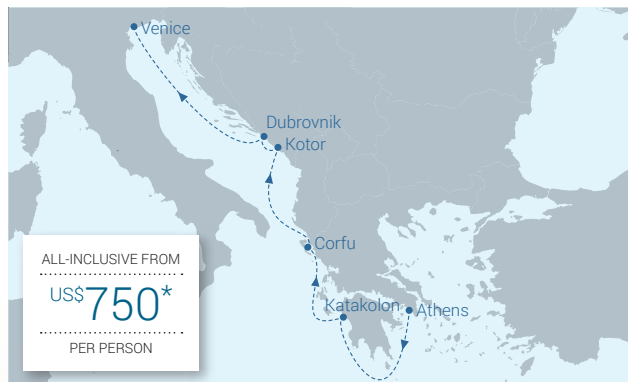 Venice
Dubrovnik
Kotor
Corfu
Katakolon
Athens
ALL-INCLUSIVE FROM
US$750*
PER PERSON